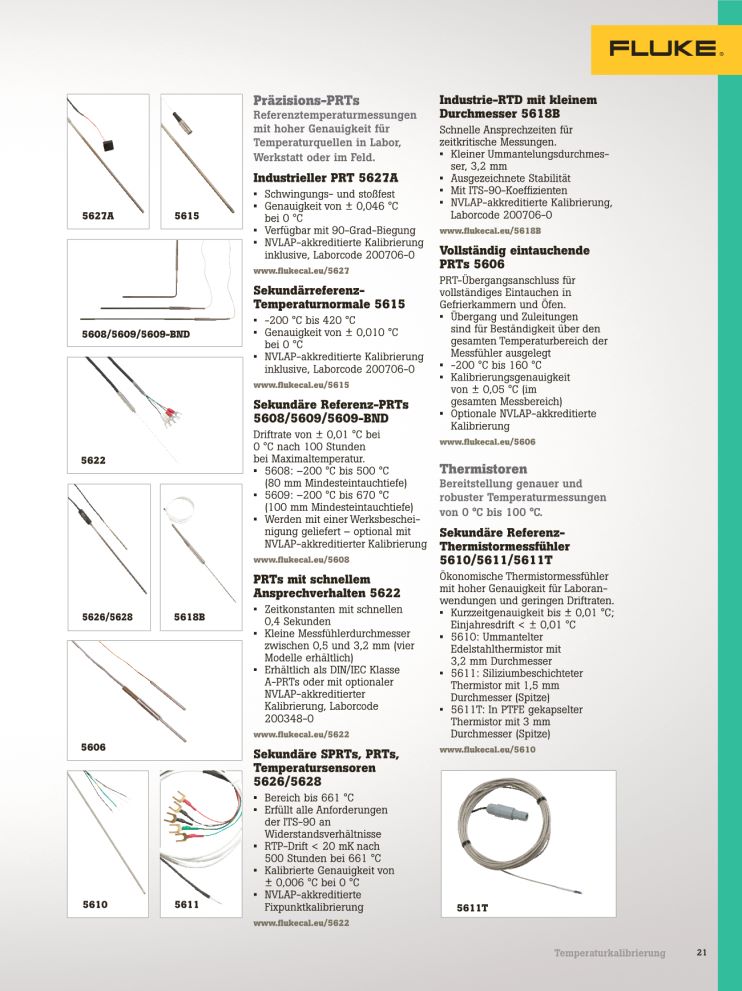 FLUKE®
5627A
5615
5608/5609/5609-BND
5622
5626/5628
5618B
5606
5610
5611
Präzisions-PRTs
Referenztemperaturmessungen
mit hoher Genauigkeit für
Temperaturquellen in Labor,
Werkstatt oder im Feld.
Industrieller PRT 5627A
▪ Schwingungs- und stoßfest
▪ Genauigkeit von ± 0,046 °C
bei 0 °C
▪ Verfügbar mit 90-Grad-Biegung
▪ NVLAP-akkreditierte Kalibrierung
inklusive, Laborcode 200706-0
www.flukecal.eu/5627
Sekundärreferenz-
Temperaturnormale 5615
▪ -200 °C bis 420 °C
▪ Genauigkeit von ± 0,010 °C
bei 0 °C
▪ NVLAP-akkreditierte Kalibrierung
inklusive, Laborcode 200706-0
www.flukecal.eu/5615
Sekundäre Referenz-PRTs
5608/5609/5609-BND
Driftrate von ± 0,01 °C bei
0 °C nach 100 Stunden
bei Maximaltemperatur.
▪ 5608: −200 °C bis 500 °C
(80 mm Mindesteintauchtiefe)
▪ 5609: −200 °C bis 670 °C
(100 mm Mindesteintauchtiefe)
▪ Werden mit einer Werksbeschei-
nigung geliefert – optional mit
NVLAP-akkreditierter Kalibrierung
www.flukecal.eu/5608
PRTs mit schnellem
Ansprechverhalten 5622
▪ Zeitkonstanten mit schnellen
0,4 Sekunden
▪ Kleine Messfühlerdurchmesser
zwischen 0,5 und 3,2 mm (vier
Modelle erhältlich)
▪ Erhältlich als DIN/IEC Klasse
A-PRTs oder mit optionaler
NVLAP-akkreditierter
Kalibrierung, Laborcode
200348-0
www.flukecal.eu/5622
Sekundäre SPRTs, PRTs,
Temperatursensoren
5626/5628
▪ Bereich bis 661 °C
▪ Erfüllt alle Anforderungen
der ITS-90 an
Widerstandsverhältnisse
▪ RTP-Drift < 20 mK nach
500 Stunden bei 661 °C
▪ Kalibrierte Genauigkeit von
± 0,006 °C bei 0 °C
▪ NVLAP-akkreditierte
Fixpunktkalibrierung
www.flukecal.eu/5622
Industrie-RTD mit kleinem
Durchmesser 5618B
Schnelle Ansprechzeiten für
zeitkritische Messungen.
▪ Kleiner Ummantelungsdurchmes-
ser, 3,2 mm
▪ Ausgezeichnete Stabilität
▪ Mit ITS-90-Koeffizienten
▪ NVLAP-akkreditierte Kalibrierung,
Laborcode 200706-0
www.flukecal.eu/5618B
Vollständig eintauchende
PRTs 5606
PRT-Übergangsanschluss für
vollständiges Eintauchen in
Gefrierkammern und Öfen.
▪ Übergang und Zuleitungen
sind für Beständigkeit über den
gesamten Temperaturbereich der
Messfühler ausgelegt
▪ -200 °C bis 160 °C
▪ Kalibrierungsgenauigkeit
von ± 0,05 °C (im
gesamten Messbereich)
▪ Optionale NVLAP-akkreditierte
Kalibrierung
www.flukecal.eu/5606
Thermistoren
Bereitstellung genauer und
robuster Temperaturmessungen
von 0 °C bis 100 °C.
Sekundäre Referenz-
Thermistormessfühler
5610/5611/5611T
Ökonomische Thermistormessfühler
mit hoher Genauigkeit für Laboran-
wendungen und geringen Driftraten.
▪ Kurzzeitgenauigkeit bis ± 0,01 °C;
Einjahresdrift < ± 0,01 °C
▪ 5610: Ummantelter
Edelstahlthermistor mit
3,2 mm Durchmesser
▪ 5611: Siliziumbeschichteter
Thermistor mit 1,5 mm
Durchmesser (Spitze)
▪ 5611T: In PTFE gekapselter
Thermistor mit 3 mm
Durchmesser (Spitze)
www.flukecal.eu/5610
5611T
Temperaturkalibrierung 21